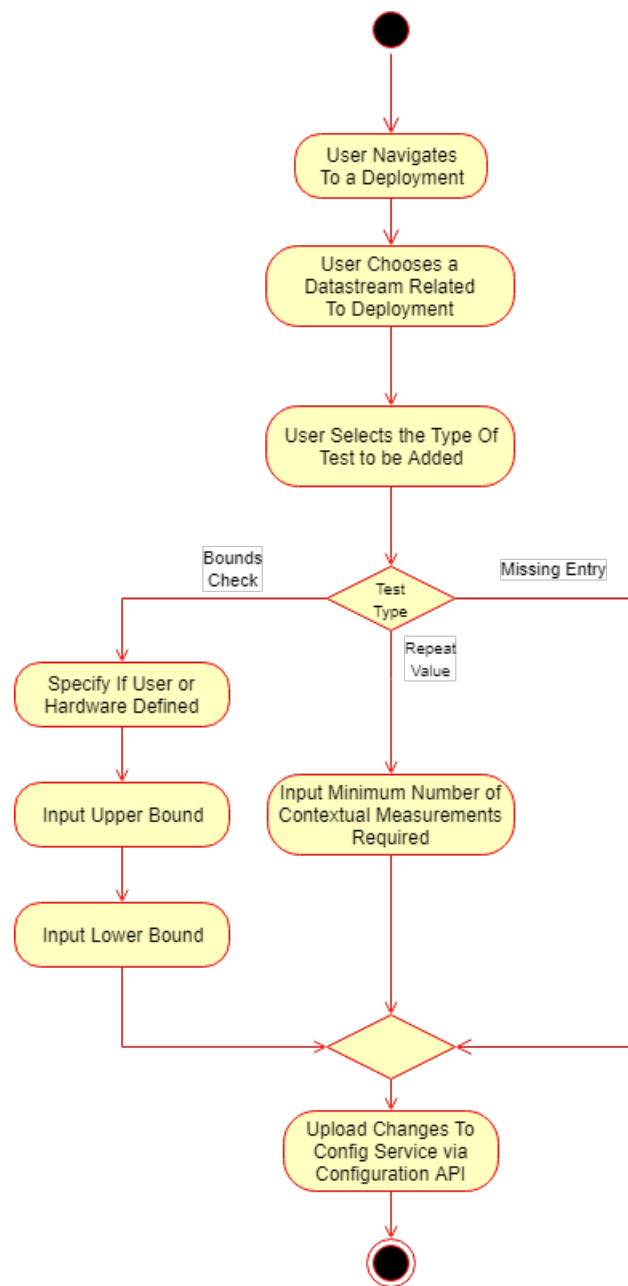 User Navigates
To a Deployment
User Chooses a
Datastream Related
To Deployment
User Selects the Type Of
Test to be Added
Bounds
Check
Test
Type
Missing Entry
Repeat
Value
Specify If User or
Hardware Defined
Input Upper Bound
Input Minimum Number of
Contextual Measurements
Required
Input Lower Bound
Upload Changes To
Config Service via
Configuration API